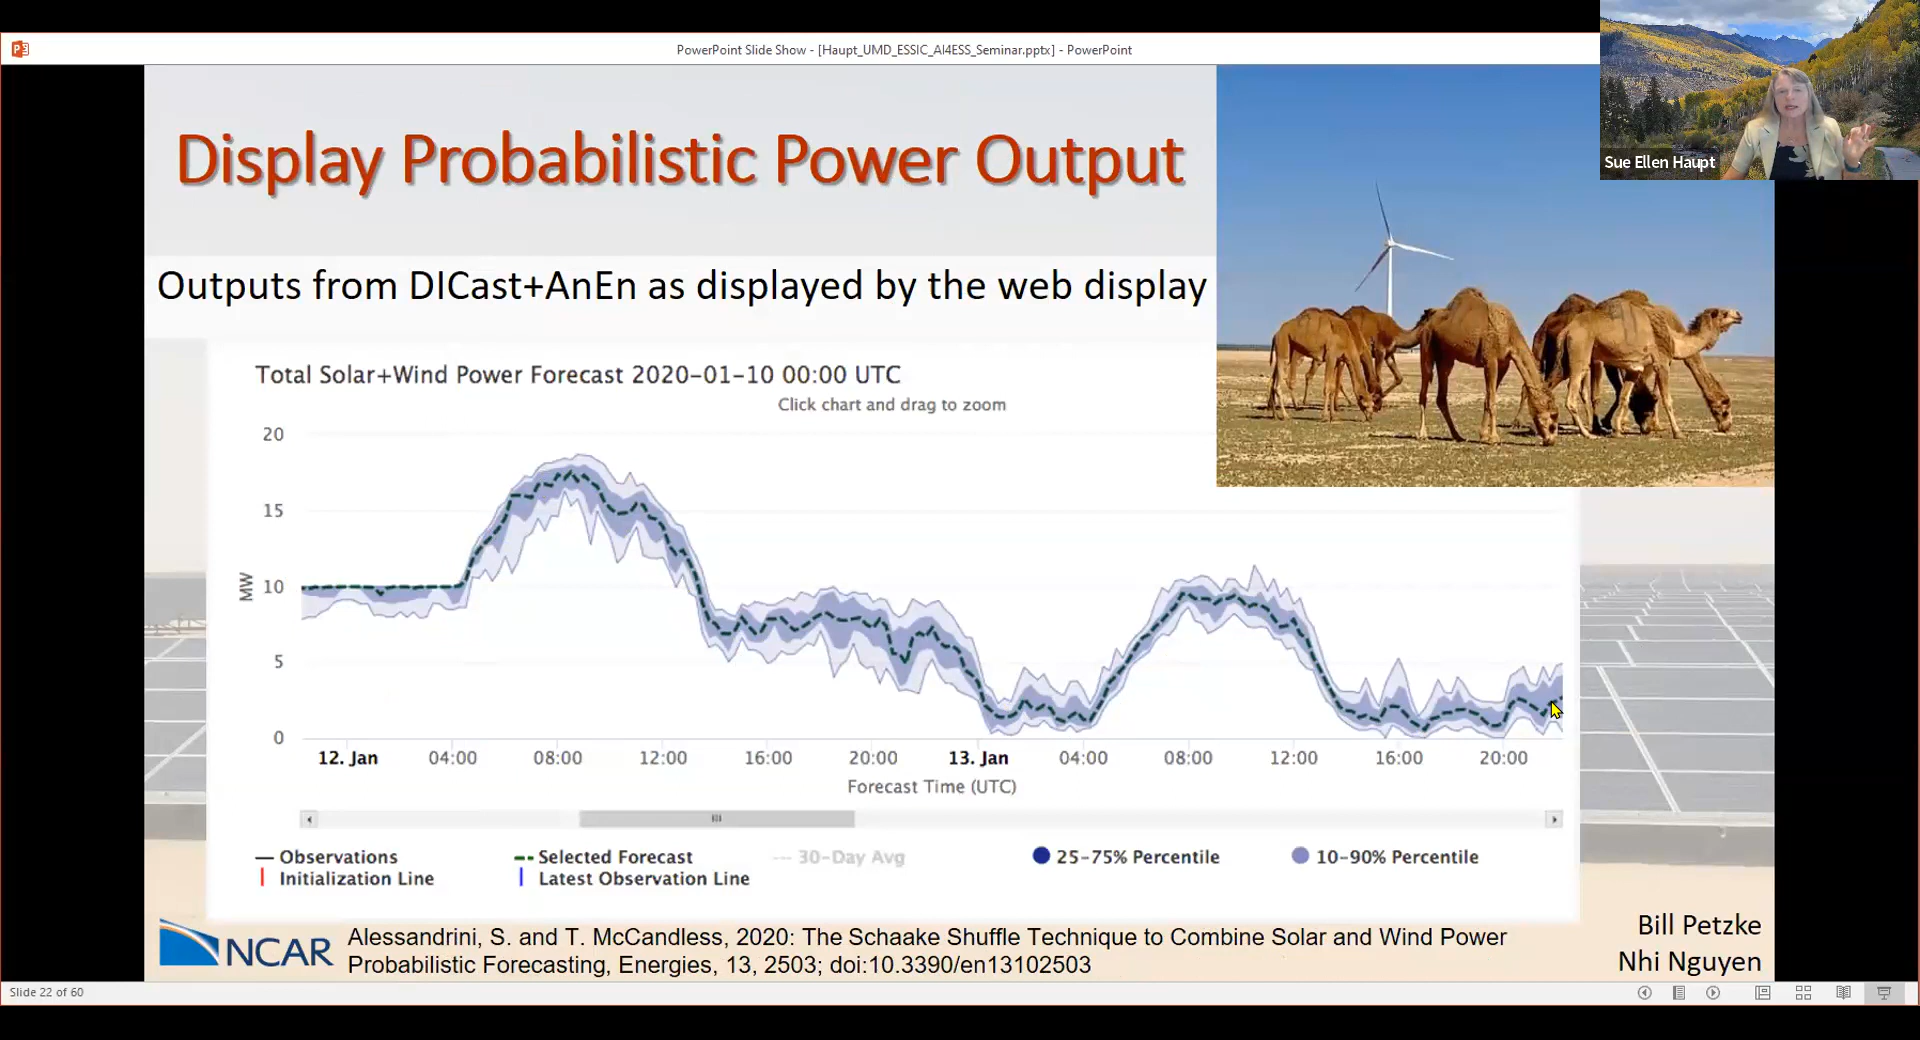 PowerPoint Slide Show - [Haupt_UMD_ESSIC_AI4ESS_Seminar.pptx] - PowerPoint
Sue Ellen Haupt
Display Probabilistic Power Output
Outputs from DICast+AnEn as displayed by the web display
Total Solar+Wind Power Forecast 2020-01-10 00:00 UTC
Click chart and drag to zoom
20
15
10
5
0
MW
12. Jan 04:00 08:00 12:00 16:00 20:00 13. Jan 04:00 08:00 12:00 16:00 20:00
Forecast Time (UTC)
Observations Selected Forecast 30-Day Avg 25-75% Percentile 10-90% Percentile
Initialization Line Latest Observation Line
NCAR
Alessandrini, S. and T. McCandless, 2020: The Schaake Shuffle Technique to Combine Solar and Wind Power
Probabilistic Forecasting, Energies, 13, 2503; doi:10.3390/en13102503
Bill Petzke
Nhi Nguyen
Slide 22 of 60